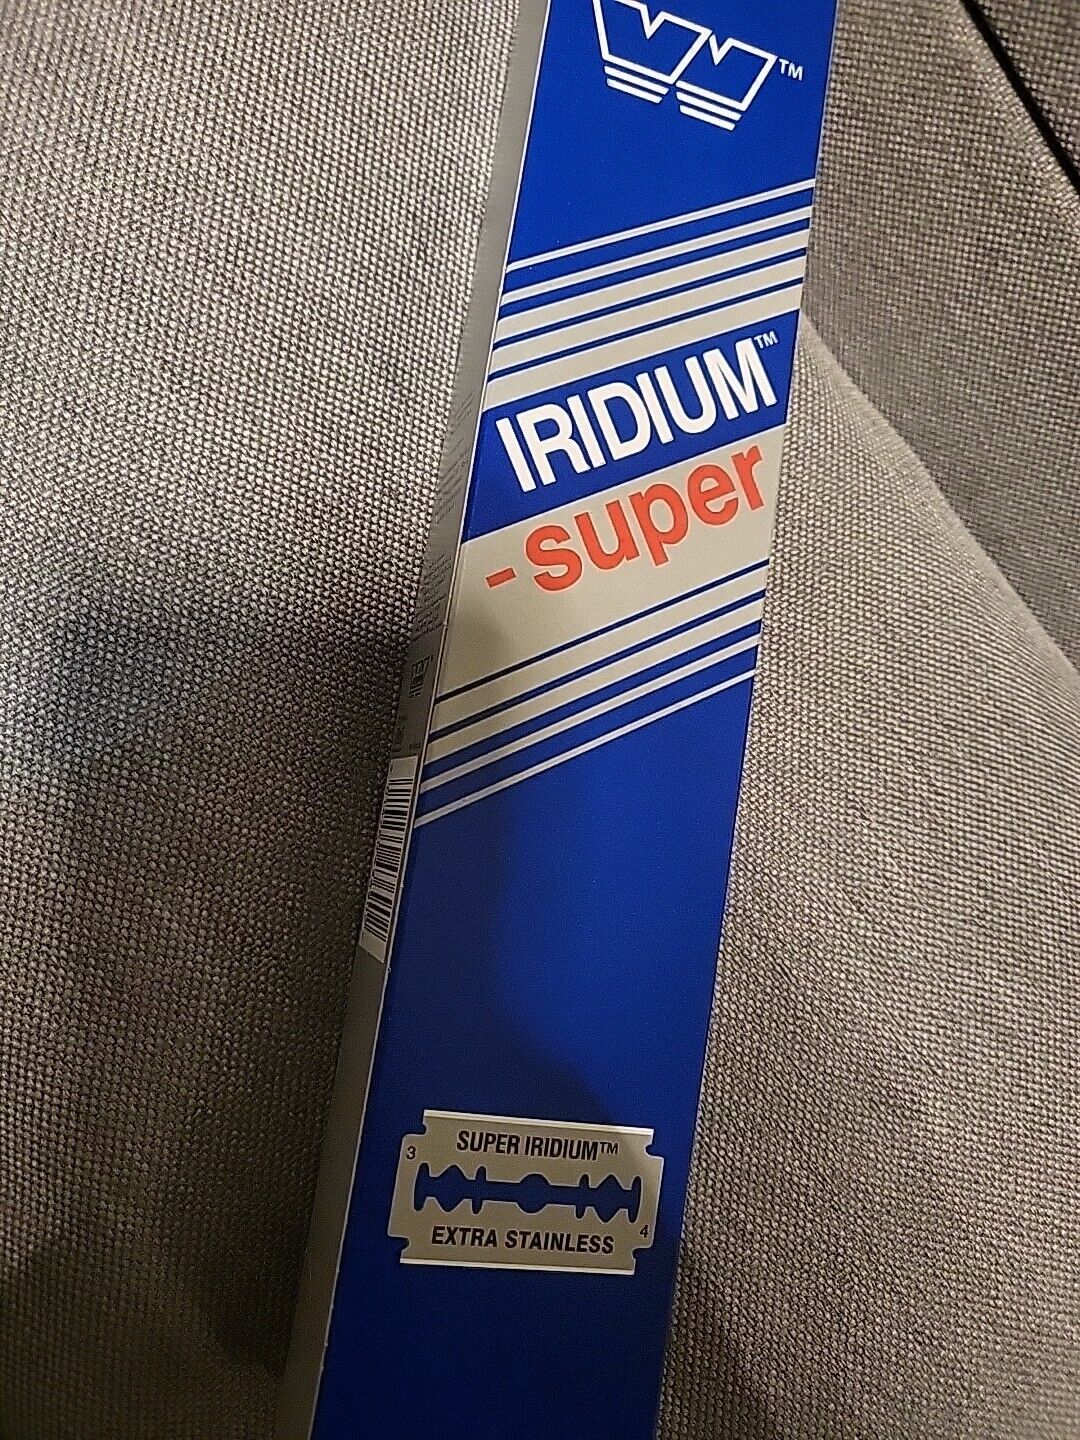 TM
IRIDIUM™
-super
SUPER IRIDIUM™
3
4
EXTRA STAINLESS